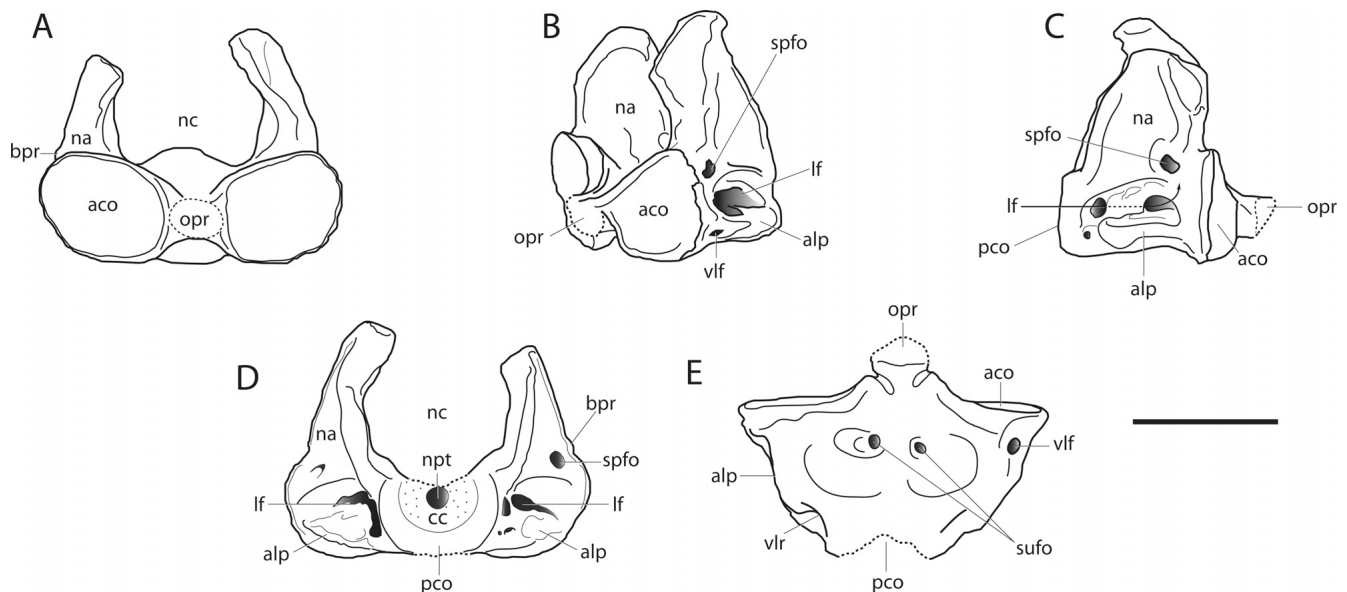 A
nc
na
bpr
aco
opr
B
spfo
na
lf
aco
opr
alp
vlf
C
na
spfo
lf
opr
pco
aco
alp
D
nc
bpr
na
npt
spfo
lf
cc
lf
alp
alp
pco
E
opr
aco
vlf
alp
vlr
sufo
pco